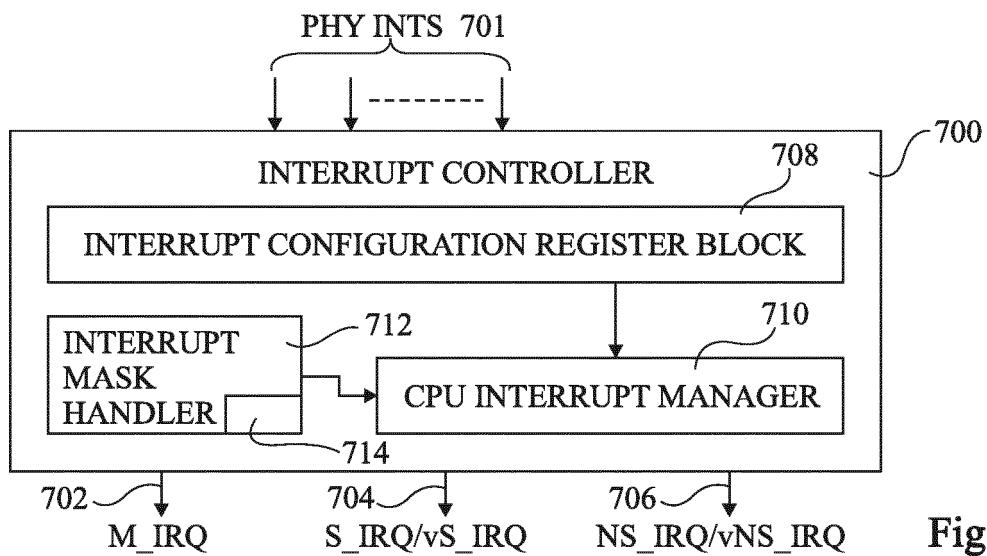 PHY INTS 701
700
INTERRUPT CONTROLLER
708
INTERRUPT CONFIGURATION REGISTER BLOCK
712
710
INTERRUPT
MASK
HANDLER
CPU INTERRUPT MANAGER
714
702
704
706
M_IRQ
S_IRQ/vS_IRQ
NS_IRQ/vNS_IRQ
Fig